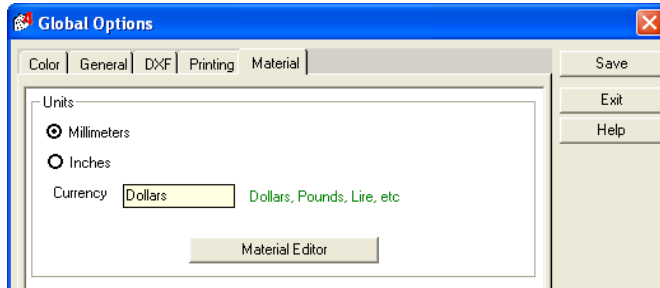 Global Options
Color General DXF Printing Material
Save
Exit
Help
Units
Millimeters
Inches
Currency Dollars Dollars, Pounds, Lire, etc
Material Editor